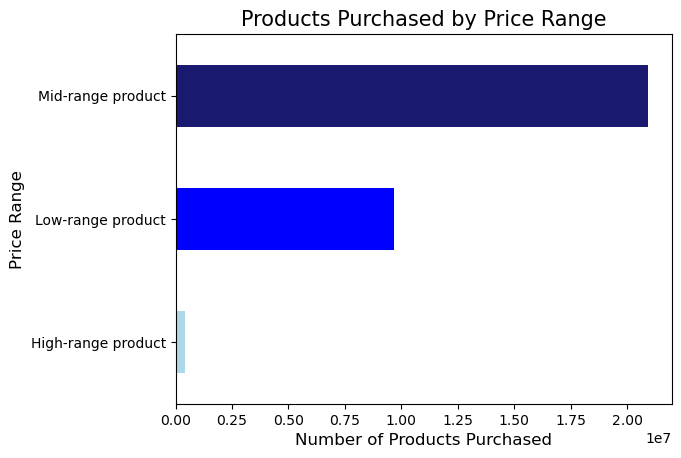 Products Purchased by Price Range
Price Range
Mid-range product
Low-range product
High-range product
0.00 0.25 0.50 0.75 1.00 1.25 1.50 1.75 2.00
1e7
Number of Products Purchased